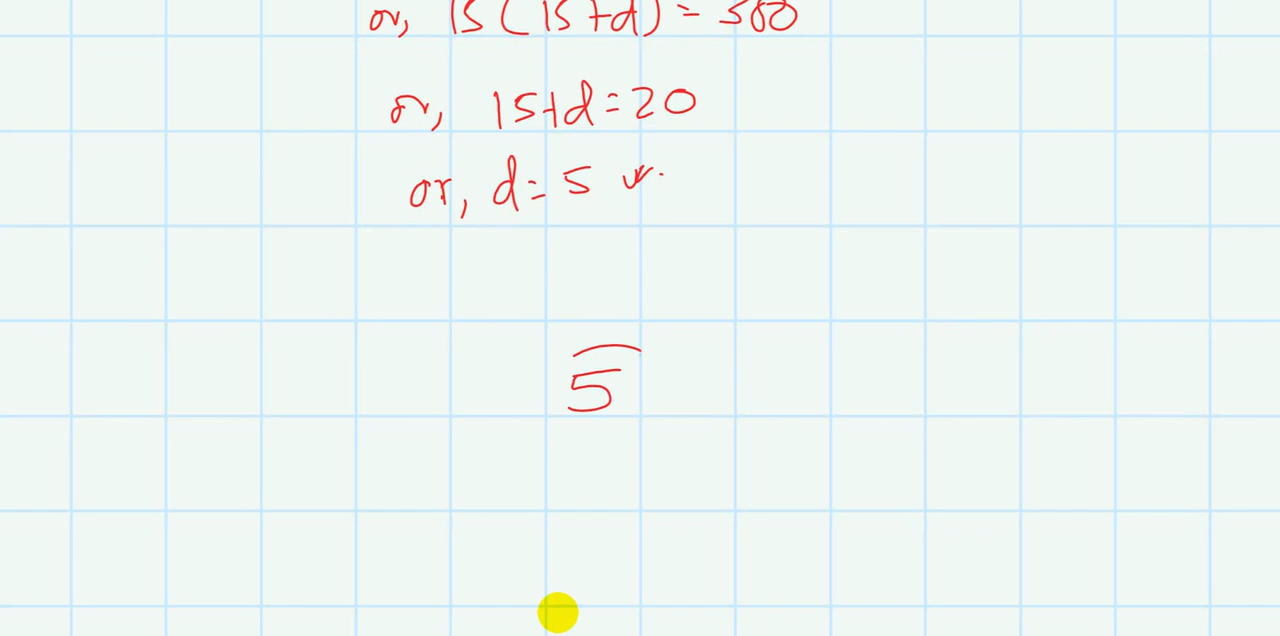 or, 15(15+d) = 300
or, 15+d=20
or, d=5
5